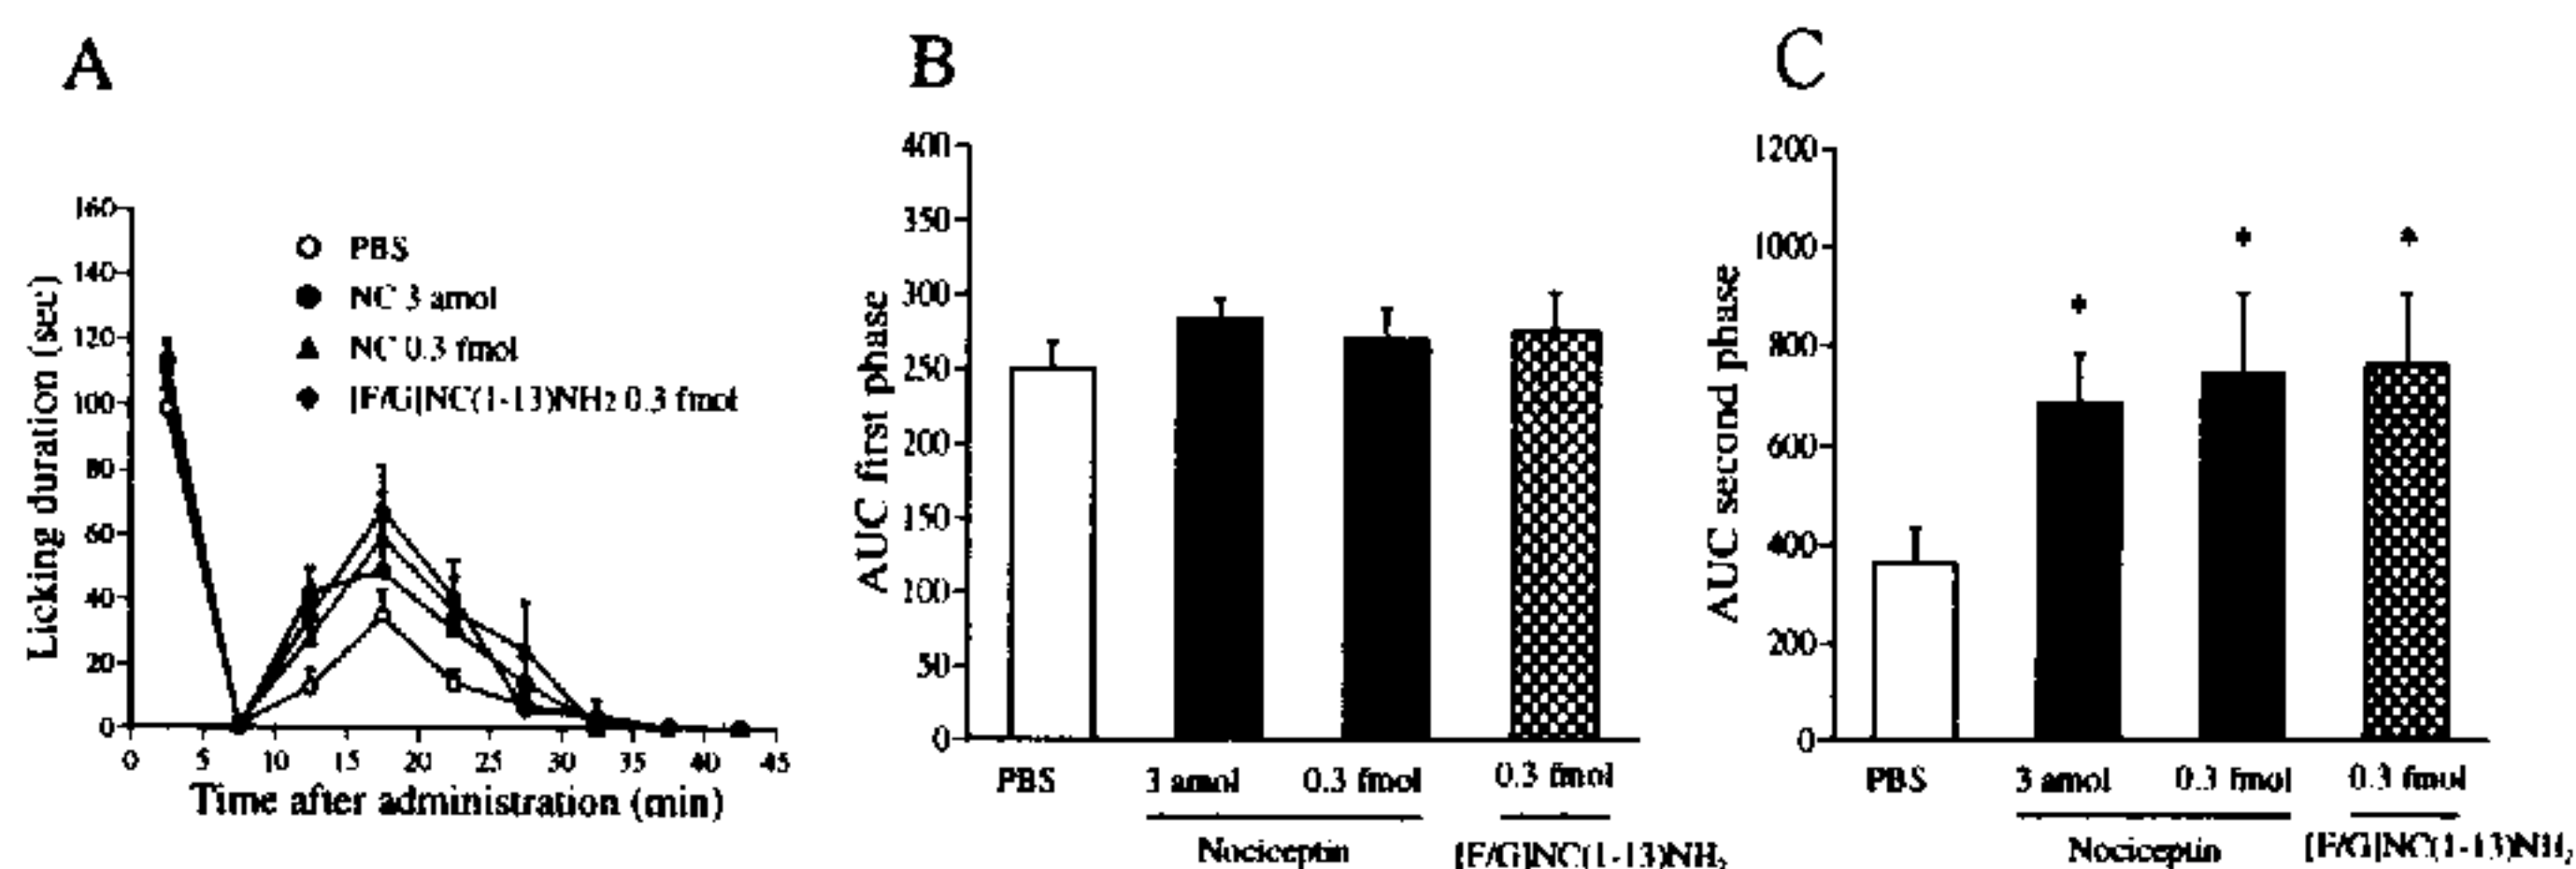 A
B
C
Licking duration (sec)
160
140
120
100
80
60
40
20
0
PBS
NC 3 amol
NC 0.3 fmol
[F/G]NC(1-13)NH2 0.3 fmol
0 5 10 15 20 25 30 35 40 45
Time after administration (min)
AUC first phase
400
350
300
250
200
150
100
50
0
PBS 3 amol 0.3 fmol 0.3 fmol
Nociceptin [F/G]NC(1-13)NH2
AUC second phase
1200
1000
800
600
400
200
0
PBS 3 amol 0.3 fmol 0.3 fmol
Nociceptin [F/G]NC(1-13)NH2